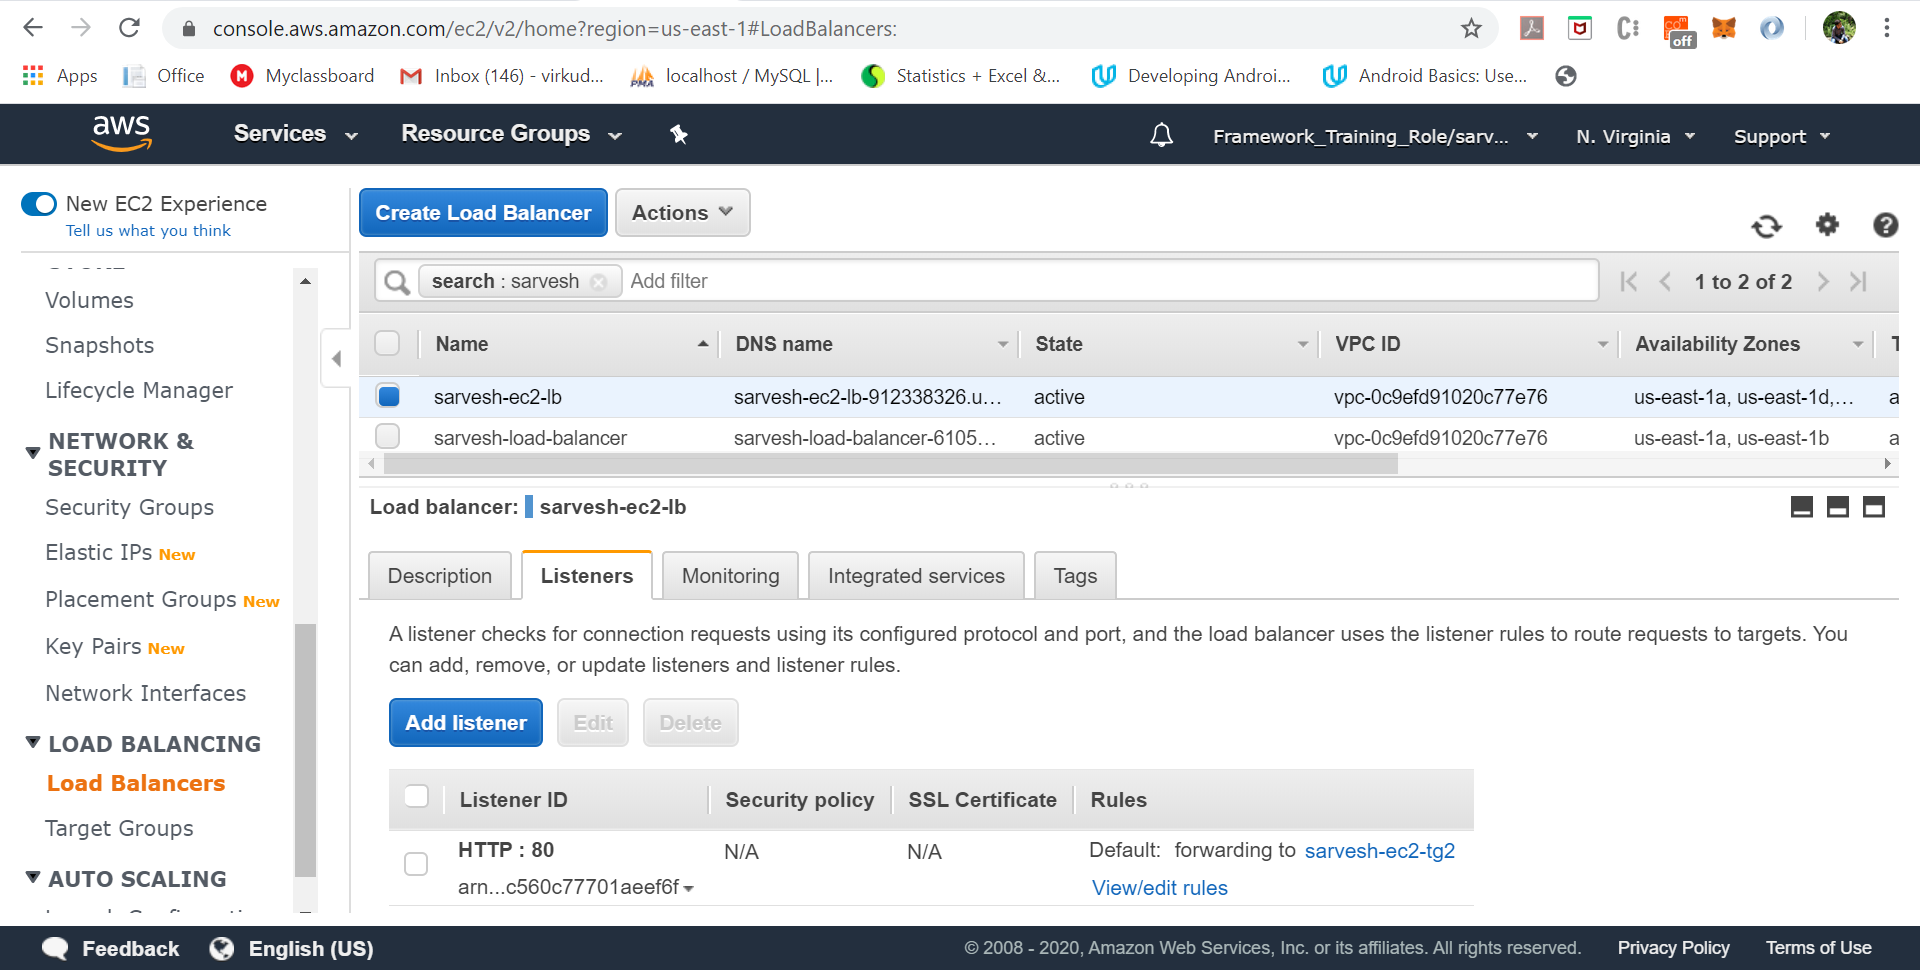 console.aws.amazon.com/ec2/v2/home?region=us-east-1#LoadBalancers:
off
Apps Office Myclassboard Inbox (146) - virkud... localhost / MySQL |... Statistics + Excel &... Developing Androi... Android Basics: Use...
PMA
aws Services Resource Groups Framework_Training_Role/sarv... N. Virginia Support
New EC2 Experience
Tell us what you think
Volumes
Snapshots
Lifecycle Manager
NETWORK &
SECURITY
Security Groups
Elastic IPs New
Placement Groups New
Key Pairs New
Network Interfaces
LOAD BALANCING
Load Balancers
Target Groups
AUTO SCALING
Create Load Balancer Actions
search : sarvesh Add filter 1 to 2 of 2
Name DNS name State VPC ID Availability Zones
sarvesh-ec2-lb sarvesh-ec2-lb-912338326.u... active vpc-0c9efd91020c77e76 us-east-1a, us-east-1d,... a
sarvesh-load-balancer sarvesh-load-balancer-6105... active vpc-0c9efd91020c77e76 us-east-1a, us-east-1b a
Load balancer: sarvesh-ec2-lb
Description Listeners Monitoring Integrated services Tags
A listener checks for connection requests using its configured protocol and port, and the load balancer uses the listener rules to route requests to targets. You
can add, remove, or update listeners and listener rules.
Add listener Edit Delete
Listener ID Security policy SSL Certificate Rules
HTTP : 80 N/A N/A Default: forwarding to sarvesh-ec2-tg2
arn...c560c77701aeef6f View/edit rules
Feedback English (US) © 2008 - 2020, Amazon Web Services, Inc. or its affiliates. All rights reserved. Privacy Policy Terms of Use